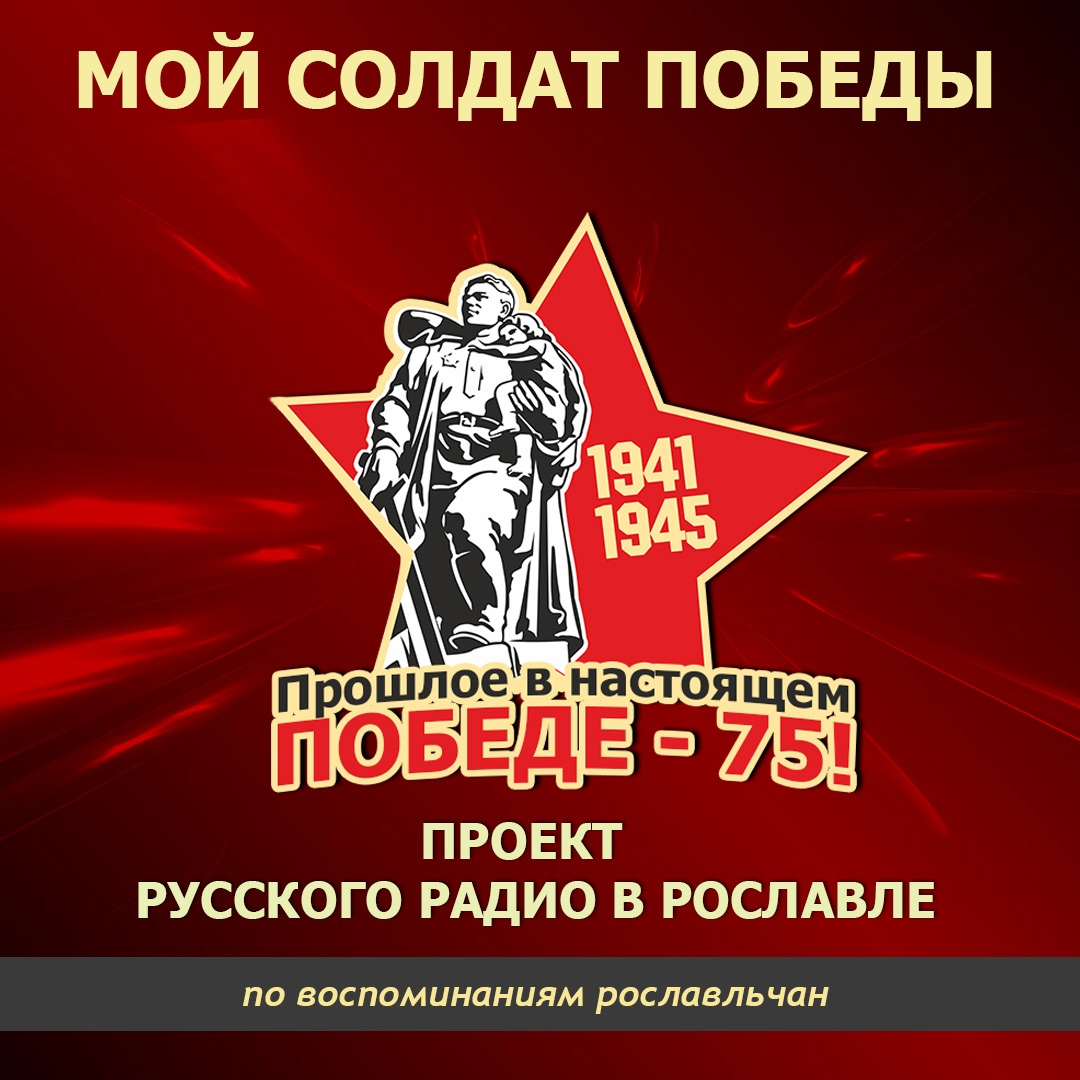 МОЙ СОЛДАТ ПОБЕДЫ
1941
1945
Прошлое в настоящем
ПОБЕДЕ - 75!
ПРОЕКТ
РУССКОГО РАДИО В РОСЛАВЛЕ
по воспоминаниям рославльчан